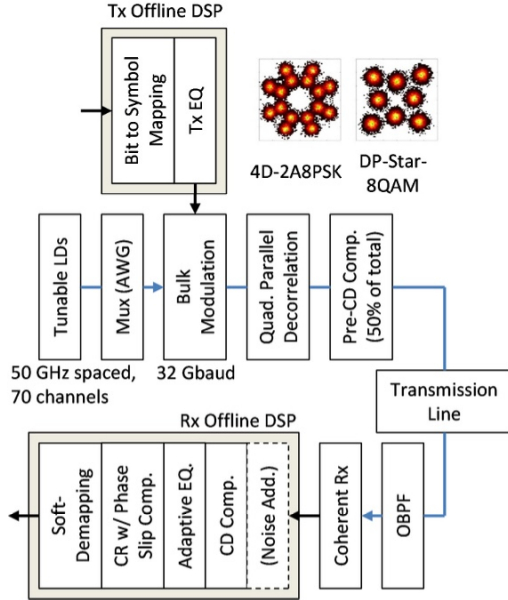 Tx Offline DSP
Bit to Symbol
Mapping
Tx EQ
4D-2A8PSK
DP-Star-
8QAM
Tunable LDs
Mux (AWG)
Bulk
Modulation
Quad. Parallel
Decorrelation
Pre-CD Comp.
(50% of total)
50 GHz spaced,
70 channels
32 Gbaud
Transmission
Line
Rx Offline DSP
Soft-
Demapping
CR w/ Phase
Slip Comp.
Adaptive EQ.
CD Comp.
(Noise Add.)
Coherent Rx
OBPF